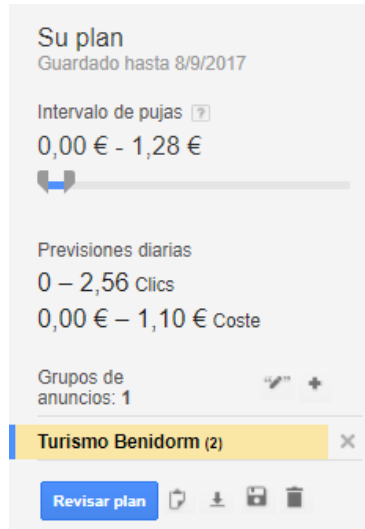 Su plan
Guardado hasta 8/9/2017
Intervalo de pujas ?
0,00 € - 1,28 €
Previsiones diarias
0 – 2,56 Clics
0,00 € – 1,10 € Coste
Grupos de
anuncios: 1
Turismo Benidorm (2)
Revisar plan